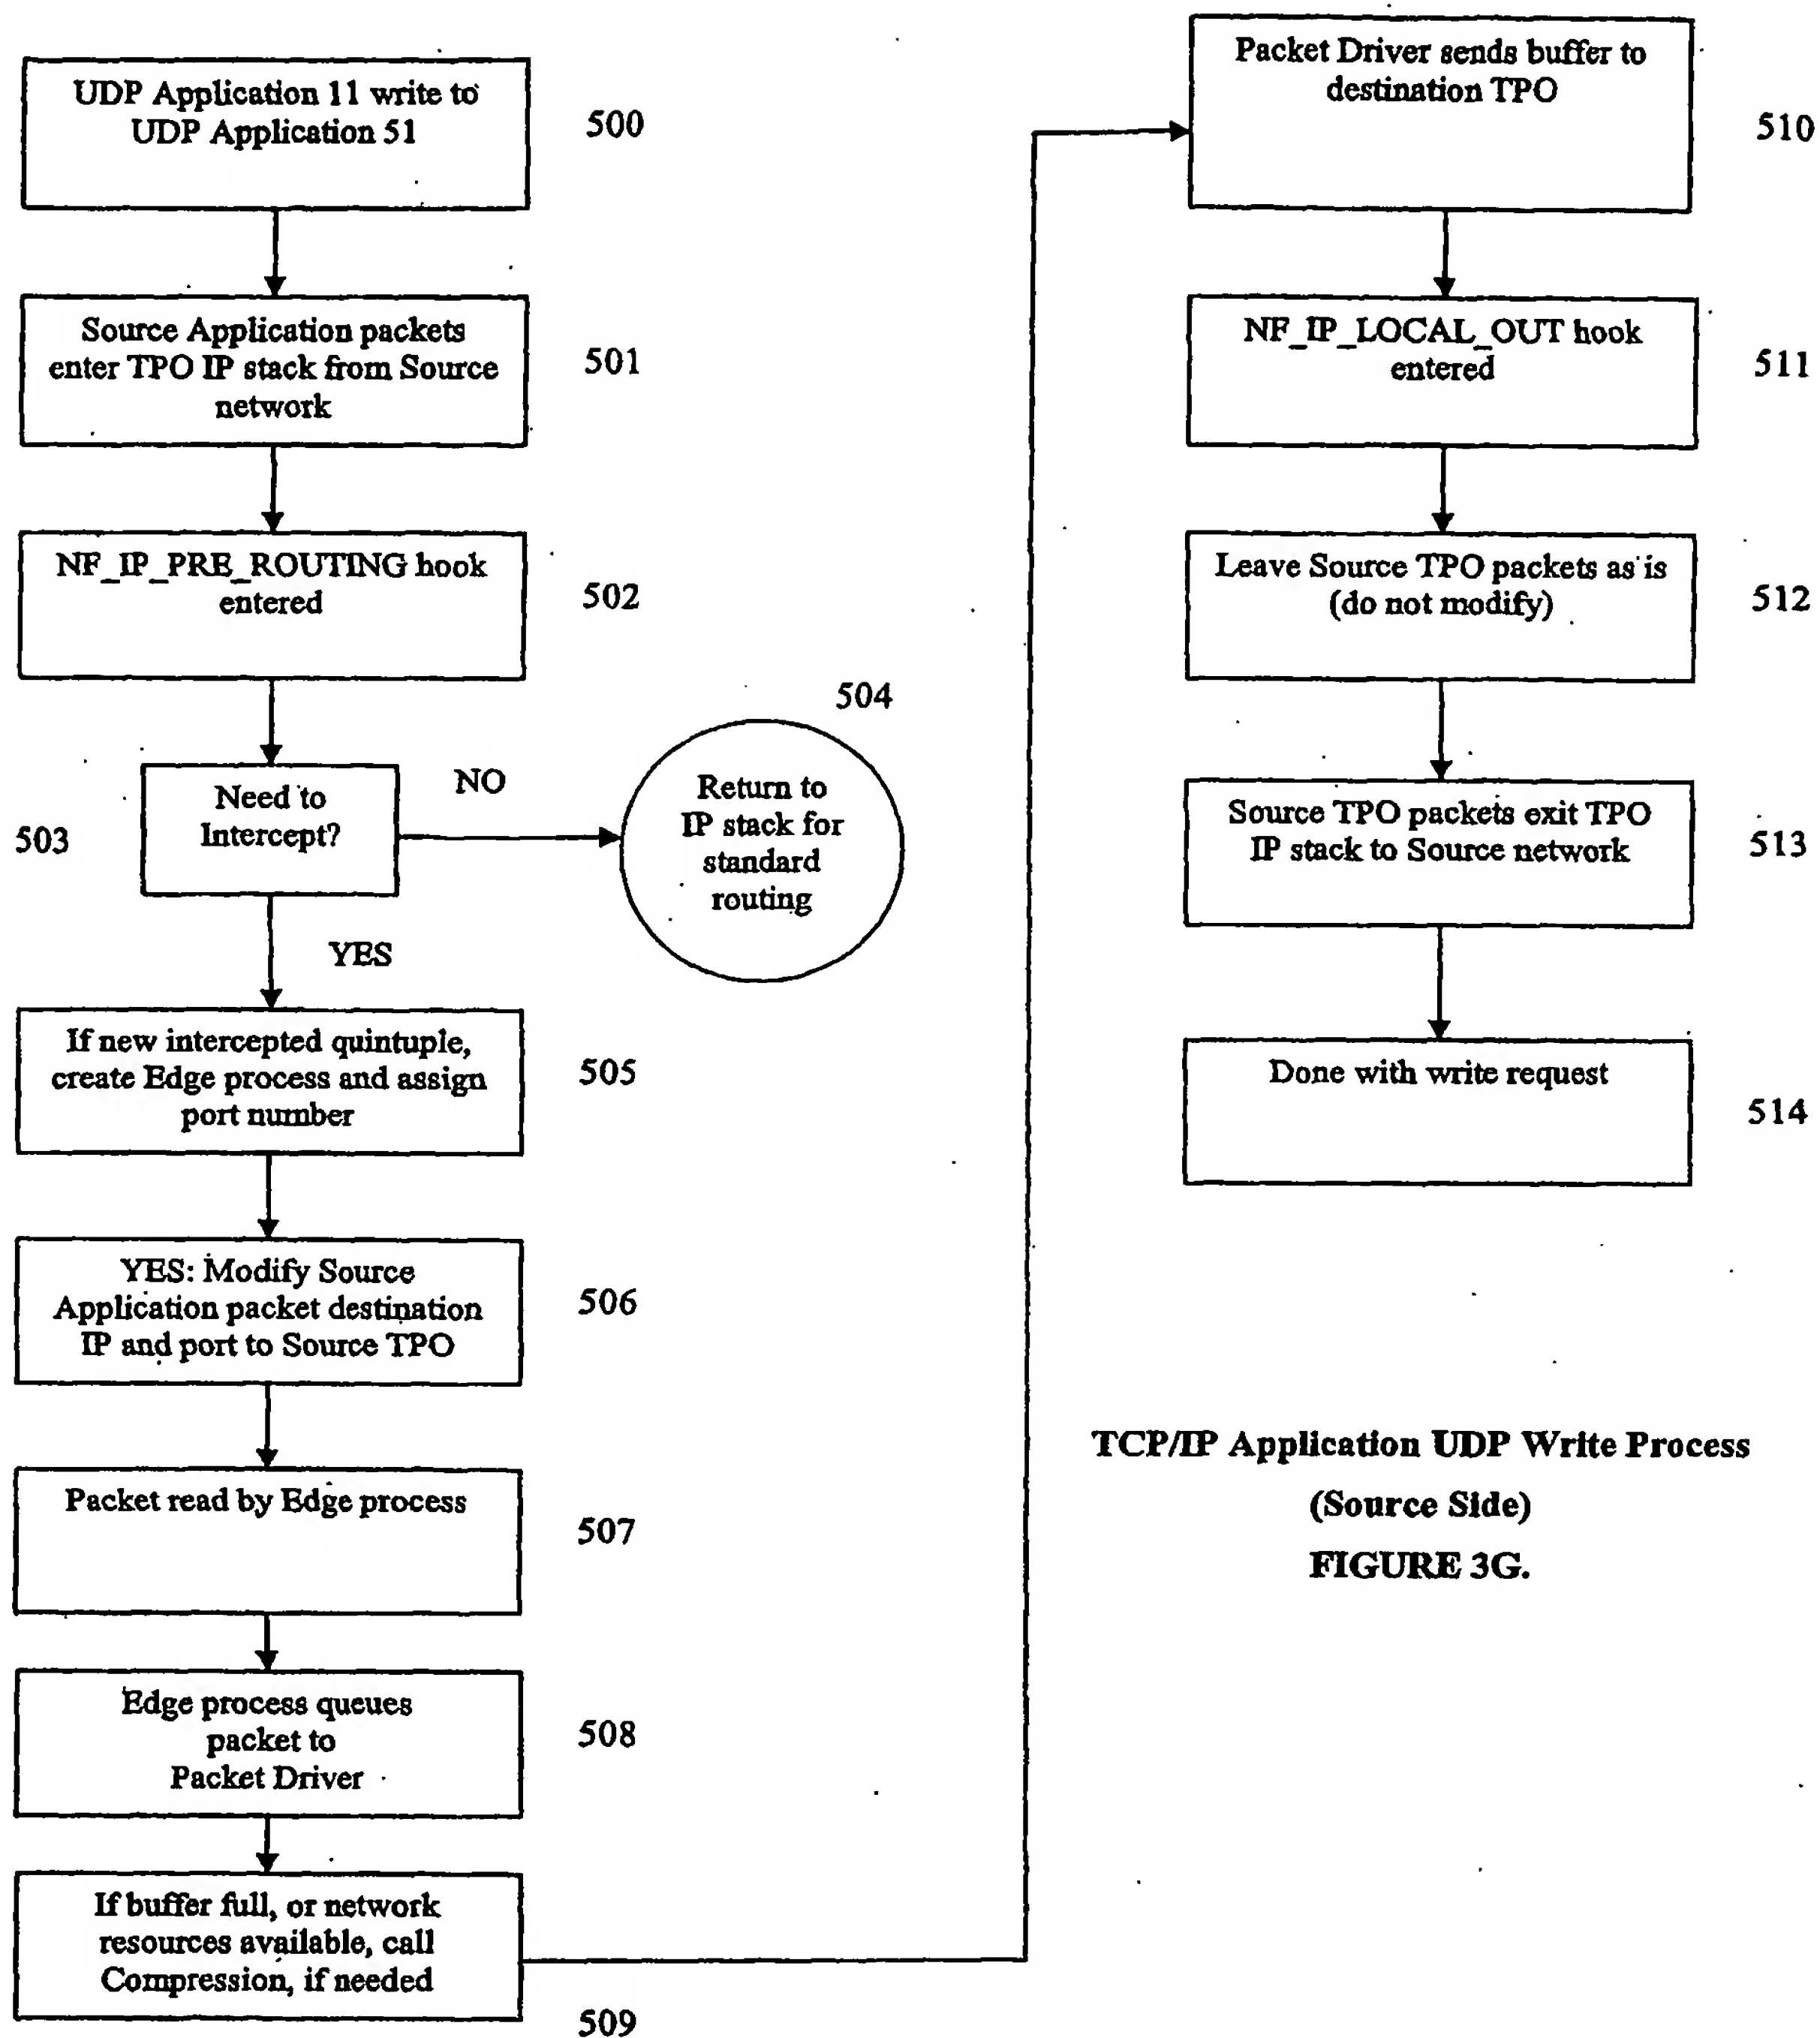 UDP Application 11 write to
UDP Application 51
500
Source Application packets
enter TPO IP stack from Source
network
501
NF_IP_PRE_ROUTING hook
entered
502
Need to
Intercept?
503
NO
504
Return to
IP stack for
standard
routing
YES
If new intercepted quintuple,
create Edge process and assign
port number
505
YES: Modify Source
Application packet destination
IP and port to Source TPO
506
Packet read by Edge process
507
Edge process queues
packet to
Packet Driver
508
If buffer full, or network
resources available, call
Compression, if needed
509
Packet Driver sends buffer to
destination TPO
510
NF_IP_LOCAL_OUT hook
entered
511
Leave Source TPO packets as is
(do not modify)
512
Source TPO packets exit TPO
IP stack to Source network
513
Done with write request
514
TCP/IP Application UDP Write Process
(Source Side)
FIGURE 3G.